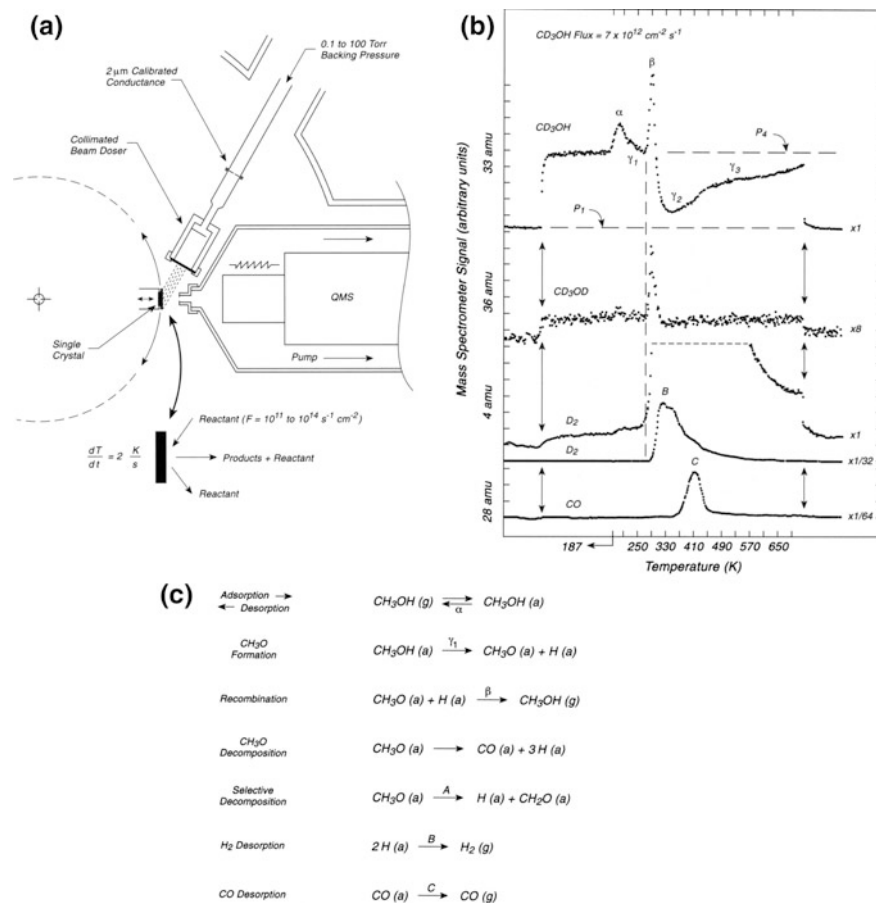 (a)
0.1 to 100 Torr
Backing Pressure
2 μm Calibrated
Conductance
Collimated
Beam Doser
QMS
Single
Crystal
Pump
Reactant (F = 10¹¹ to 10¹⁴ s⁻¹ cm⁻²)
dT/dt = 2 K/s
Products + Reactant
Reactant
(b)
CD₃OH Flux = 7 x 10¹² cm⁻² s⁻¹
Mass Spectrometer Signal (arbitrary units)
33 amu
CD₃OH
α
γ₁
β
P₄
γ₂
γ₃
P₁
x1
36 amu
CD₃OD
x8
4 amu
D₂
B
x1
D₂
x1/32
28 amu
CO
C
x1/64
187 250 330 410 490 570 650
Temperature (K)
(c)
Adsorption →
← Desorption
CH₃OH (g) ⇌ CH₃OH (a)
α
CH₃O
Formation
γ₁
CH₃OH (a) → CH₃O (a) + H (a)
Recombination
β
CH₃O (a) + H (a) → CH₃OH (g)
CH₃O
Decomposition
CH₃O (a) → CO (a) + 3 H (a)
Selective
Decomposition
A
CH₃O (a) → H (a) + CH₂O (a)
H₂ Desorption
B
2 H (a) → H₂ (g)
CO Desorption
C
CO (a) → CO (g)